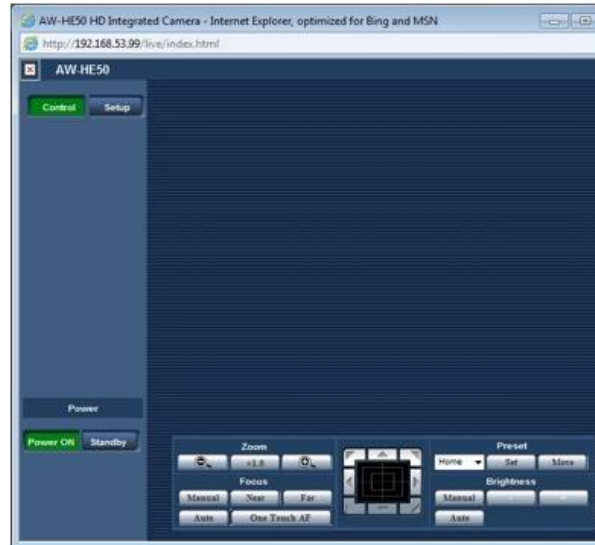 AW-HE50 HD Integrated Camera - Internet Explorer, optimized for Bing and MSN
http://192.168.53.99/live/index.html
AW-HE50
Control Setup
Power
Power ON Standby
Zoom
×1.0
Focus
Manual Near Far
Auto One Touch AF
Preset
Home Set Move
Brightness
Manual - +
Auto